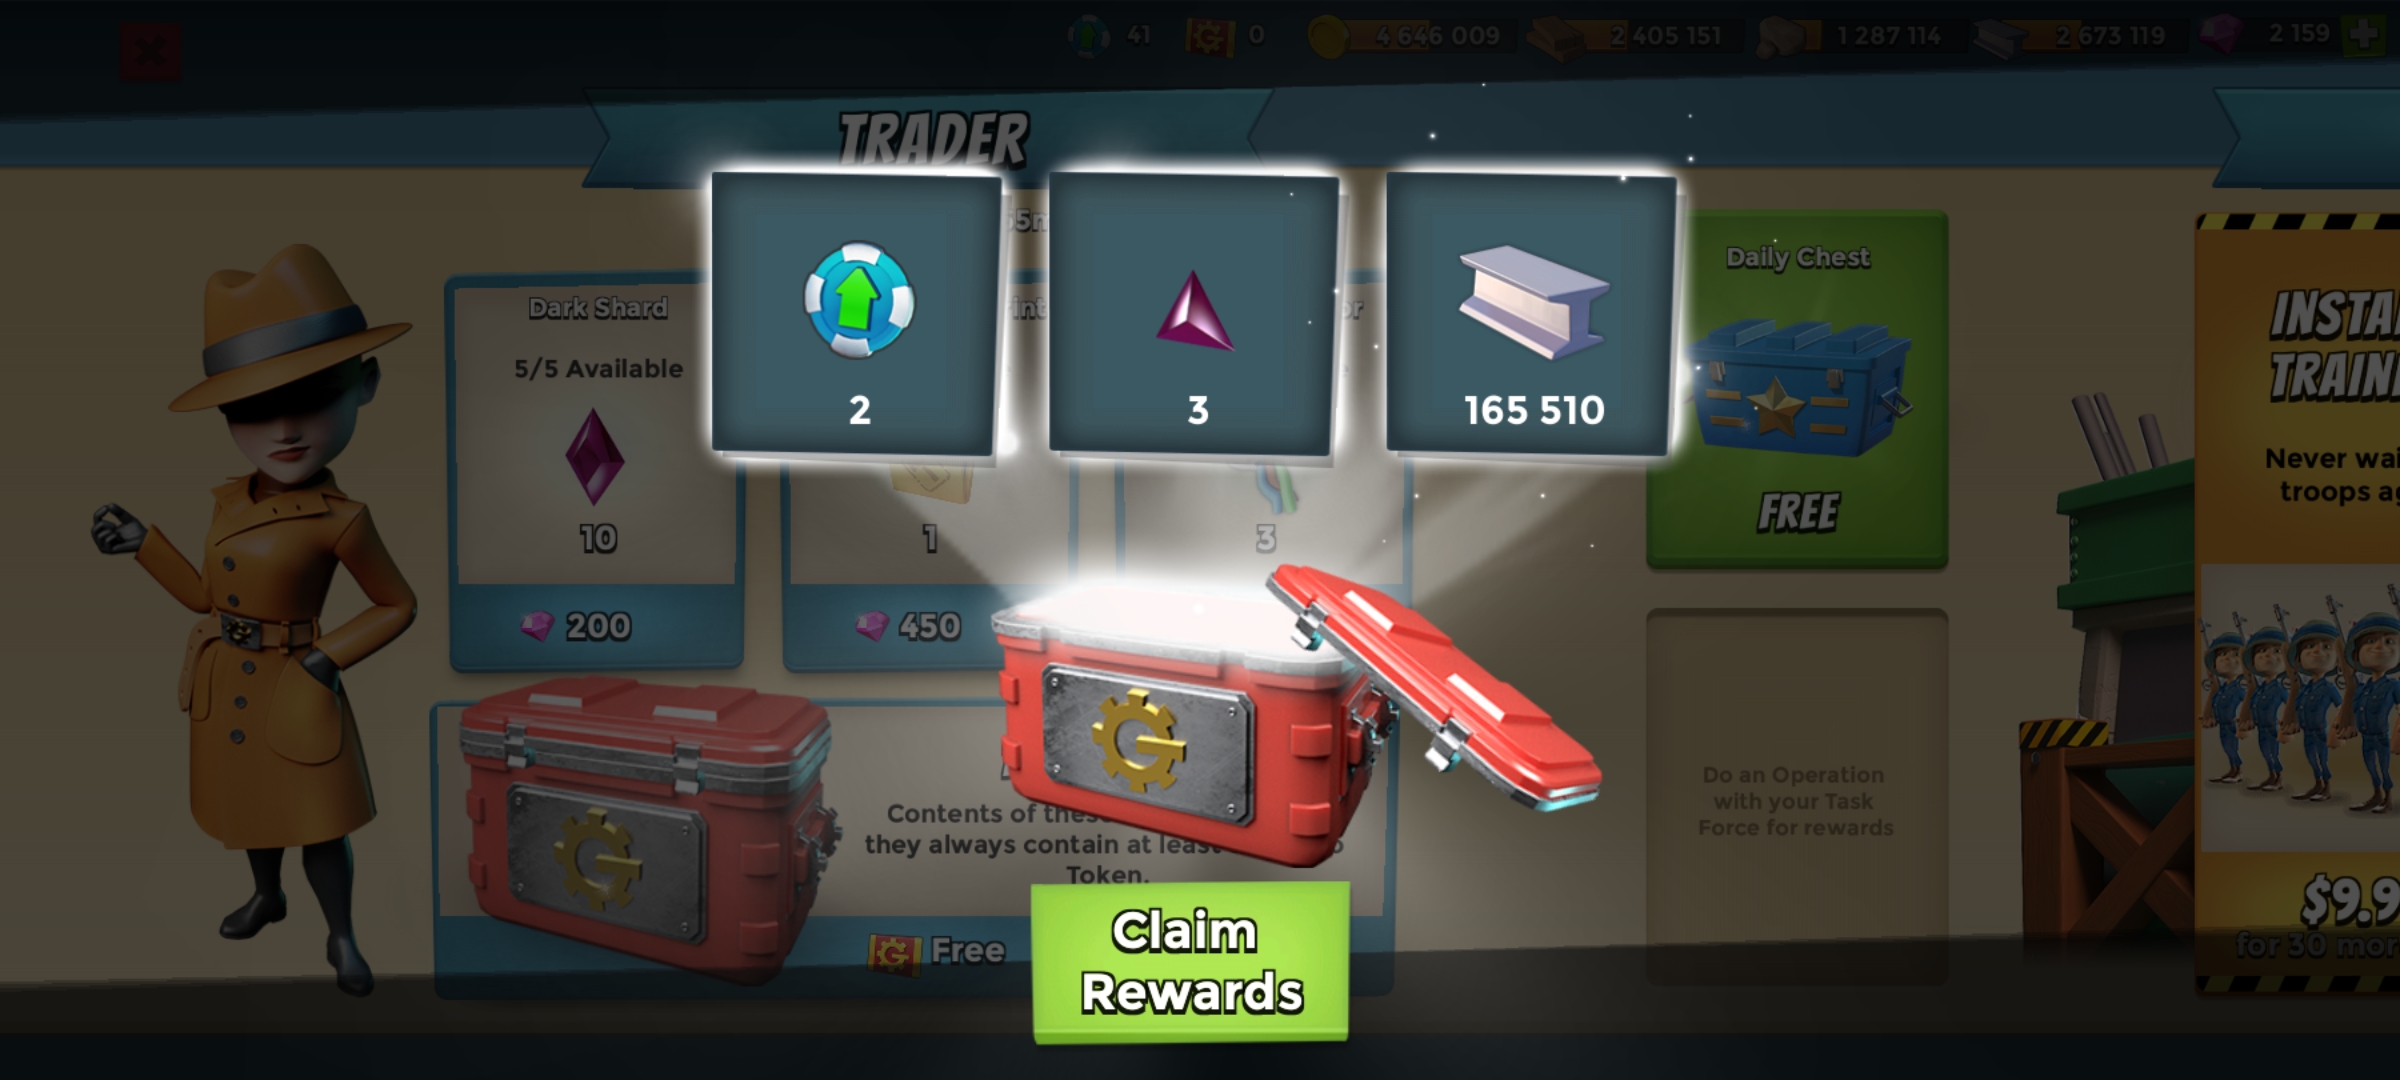 41
0
4 646 009
2 405 151
1 287 114
2 673 119
2 159
TRADER
Dark Shard
5/5 Available
10
200
1
450
3
2
3
165 510
Contents of these
they always contain at least
Token.
Free
Claim
Rewards
Daily Chest
FREE
Do an Operation
with your Task
Force for rewards
Never
troops
$9.9
for 30